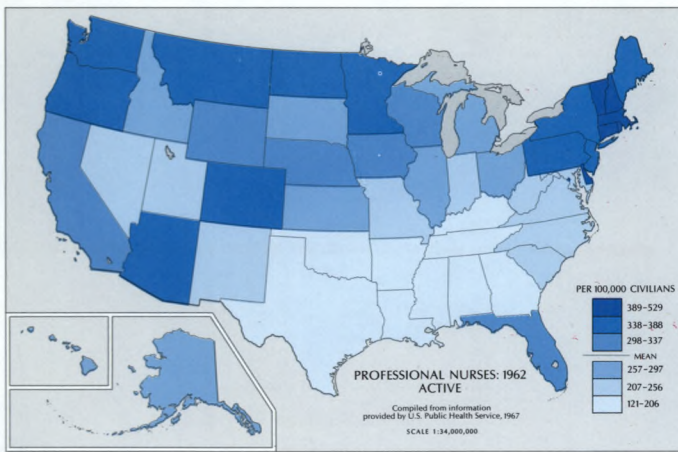 PER 100,000 CIVILIANS
389–529
338–388
298–337
MEAN
257–297
207–256
121–206
PROFESSIONAL NURSES: 1962
ACTIVE
Compiled from information
provided by U.S. Public Health Service, 1967
SCALE 1:34,000,000